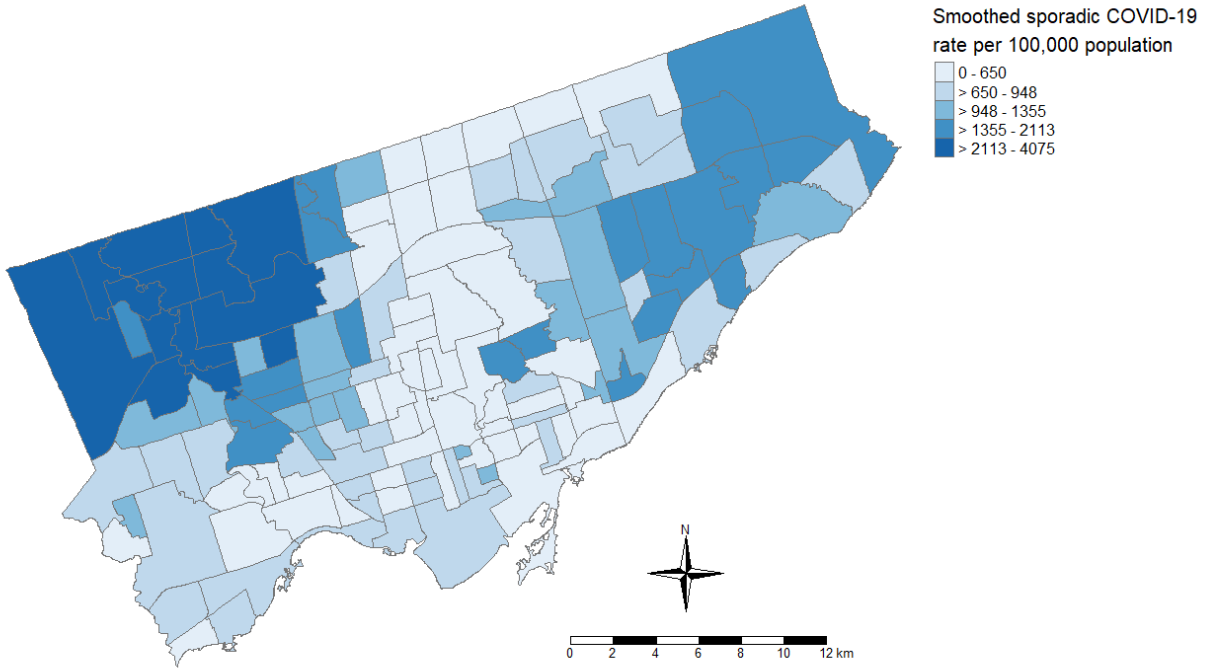 Smoothed sporadic COVID-19
rate per 100,000 population
0 - 650
> 650 - 948
> 948 - 1355
> 1355 - 2113
> 2113 - 4075
N
0 2 4 6 8 10 12 km